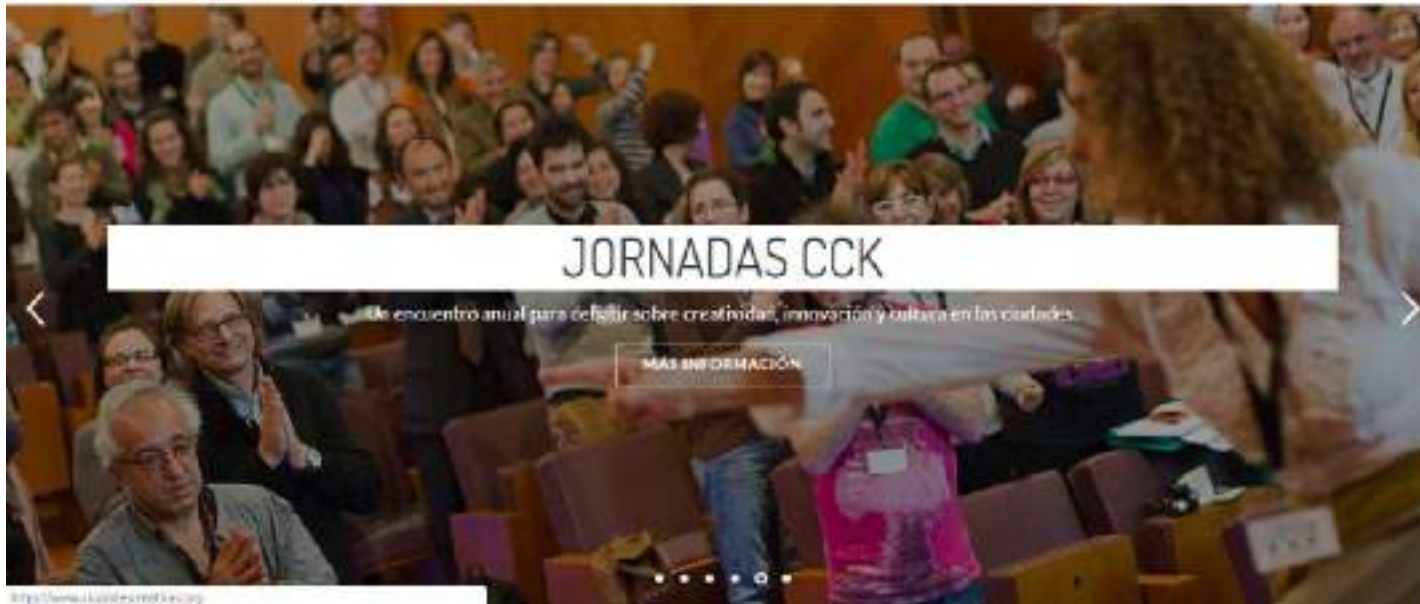 JORNADAS CCK
Un encuentro anual para debatir sobre creatividad, innovación y cultura en las ciudades.
MÁS INFORMACIÓN